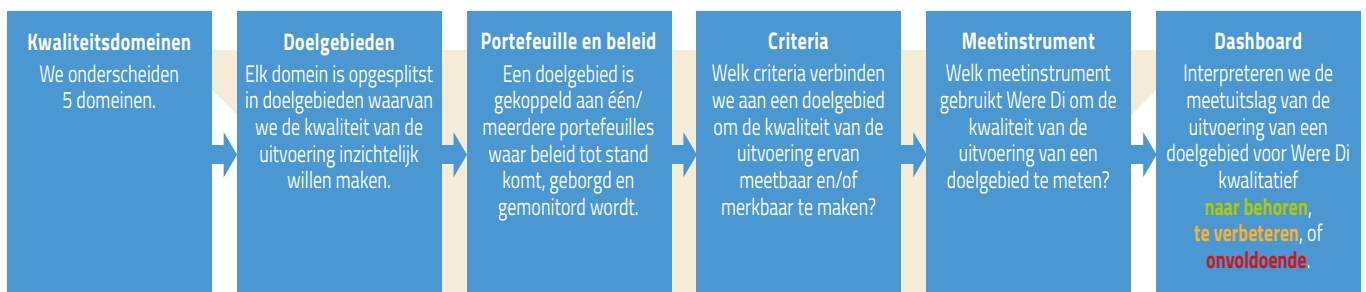 Kwaliteitsdomeinen
We onderscheiden
5 domeinen.
Doelgebieden
Elk domein is opgesplitst
in doelgebieden waarvan
we de kwaliteit van de
uitvoering inzichtelijk
willen maken.
Portefeuille en beleid
Een doelgebied is
gekoppeld aan één/
meerdere portefeuilles
waar beleid tot stand
komt, geborgd en
gemonitord wordt.
Criteria
Welk criteria verbinden
we aan een doelgebied
om de kwaliteit van de
uitvoering ervan
meetbaar en/of
merkbaar te maken?
Meetinstrument
Welk meetinstrument
gebruikt Were Di om de
kwaliteit van de
uitvoering van een
doelgebied te meten?
Dashboard
Interpreteren we de
meetuitslag van de
uitvoering van een
doelgebied voor Were Di
kwalitatief
naar behoren,
te verbeteren, of
onvoldoende.